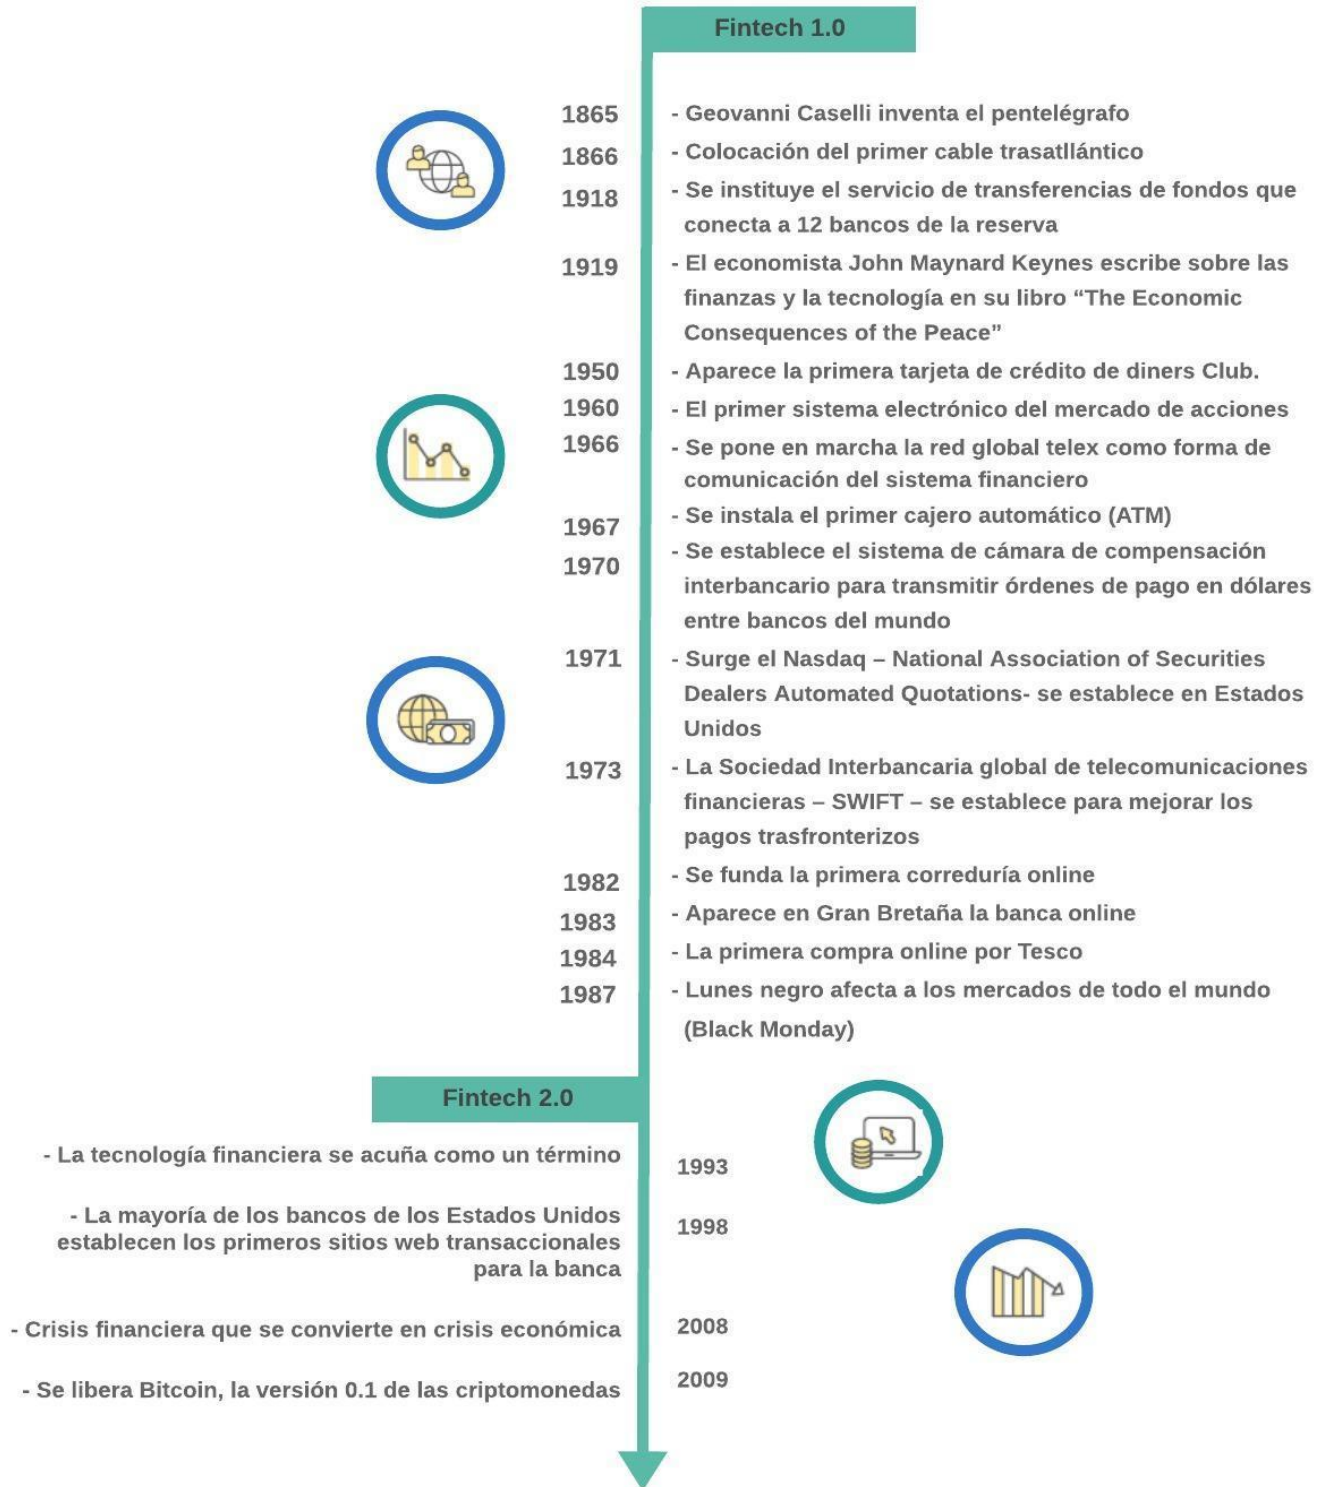 Fintech 1.0
1865
- Geovanni Caselli inventa el pentelégrafo
1866
- Colocación del primer cable trasatllántico
1918
- Se instituye el servicio de transferencias de fondos que
conecta a 12 bancos de la reserva
1919
- El economista John Maynard Keynes escribe sobre las
finanzas y la tecnología en su libro “The Economic
Consequences of the Peace”
1950
- Aparece la primera tarjeta de crédito de diners Club.
1960
- El primer sistema electrónico del mercado de acciones
1966
- Se pone en marcha la red global telex como forma de
comunicación del sistema financiero
1967
- Se instala el primer cajero automático (ATM)
1970
- Se establece el sistema de cámara de compensación
interbancario para transmitir órdenes de pago en dólares
entre bancos del mundo
1971
- Surge el Nasdaq – National Association of Securities
Dealers Automated Quotations- se establece en Estados
Unidos
1973
- La Sociedad Interbancaria global de telecomunicaciones
financieras – SWIFT – se establece para mejorar los
pagos trasfronterizos
1982
- Se funda la primera correduría online
1983
- Aparece en Gran Bretaña la banca online
1984
- La primera compra online por Tesco
1987
- Lunes negro afecta a los mercados de todo el mundo
(Black Monday)
Fintech 2.0
- La tecnología financiera se acuña como un término
1993
- La mayoría de los bancos de los Estados Unidos
establecen los primeros sitios web transaccionales
para la banca
1998
- Crisis financiera que se convierte en crisis económica
2008
- Se libera Bitcoin, la versión 0.1 de las criptomonedas
2009